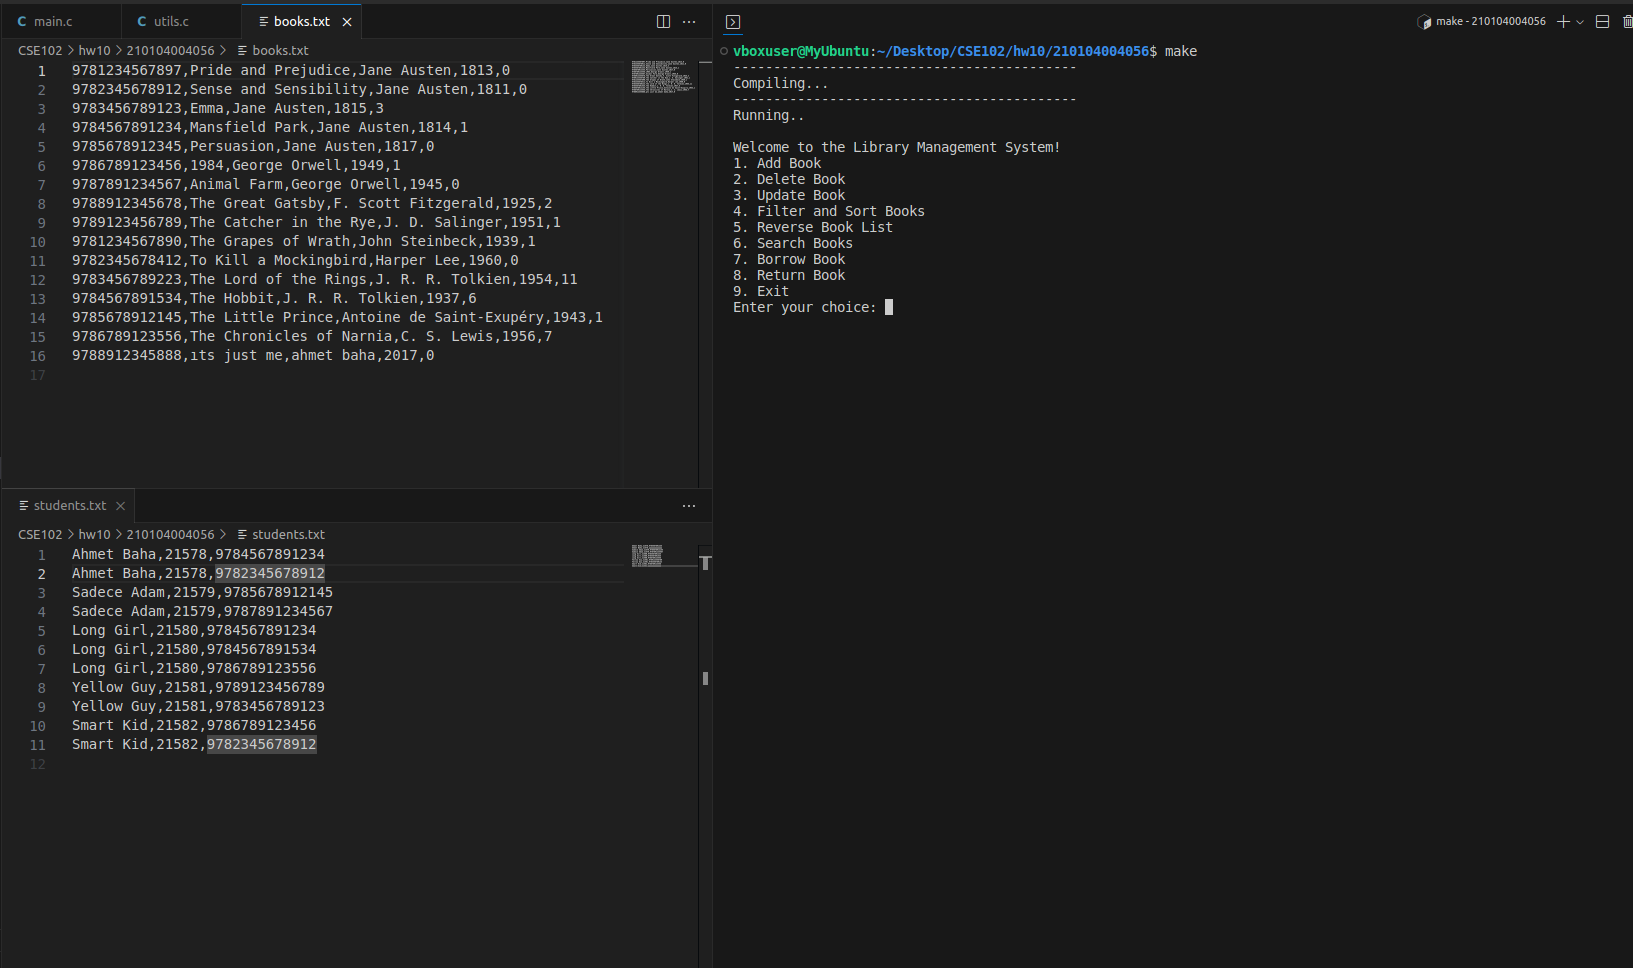 main.c
utils.c
books.txt
CSE102 > hw10 > 210104004056 > books.txt
1 9781234567897,Pride and Prejudice,Jane Austen,1813,0
2 9782345678912,Sense and Sensibility,Jane Austen,1811,0
3 9783456789123,Emma,Jane Austen,1815,3
4 9784567891234,Mansfield Park,Jane Austen,1814,1
5 9785678912345,Persuasion,Jane Austen,1817,0
6 9786789123456,1984,George Orwell,1949,1
7 9787891234567,Animal Farm,George Orwell,1945,0
8 9788912345678,The Great Gatsby,F. Scott Fitzgerald,1925,2
9 9789123456789,The Catcher in the Rye,J. D. Salinger,1951,1
10 9781234567890,The Grapes of Wrath,John Steinbeck,1939,1
11 9782345678412,To Kill a Mockingbird,Harper Lee,1960,0
12 9783456789223,The Lord of the Rings,J. R. R. Tolkien,1954,11
13 9784567891534,The Hobbit,J. R. R. Tolkien,1937,6
14 9785678912145,The Little Prince,Antoine de Saint-Exupéry,1943,1
15 9786789123556,The Chronicles of Narnia,C. S. Lewis,1956,7
16 9788912345888,ıts just me,ahmet baha,2017,0
17
students.txt
CSE102 > hw10 > 210104004056 > students.txt
1 Ahmet Baha,21578,9784567891234
2 Ahmet Baha,21578,9782345678912
3 Sadece Adam,21579,9785678912145
4 Sadece Adam,21579,9787891234567
5 Long Girl,21580,9784567891234
6 Long Girl,21580,9784567891534
7 Long Girl,21580,9786789123556
8 Yellow Guy,21581,9789123456789
9 Yellow Guy,21581,9783456789123
10 Smart Kid,21582,9786789123456
11 Smart Kid,21582,9782345678912
12
make - 210104004056
vboxuser@MyUbuntu:~/Desktop/CSE102/hw10/210104004056$ make
-------------------------------------------
Compiling...
-------------------------------------------
Running..
Welcome to the Library Management System!
1. Add Book
2. Delete Book
3. Update Book
4. Filter and Sort Books
5. Reverse Book List
6. Search Books
7. Borrow Book
8. Return Book
9. Exit
Enter your choice: